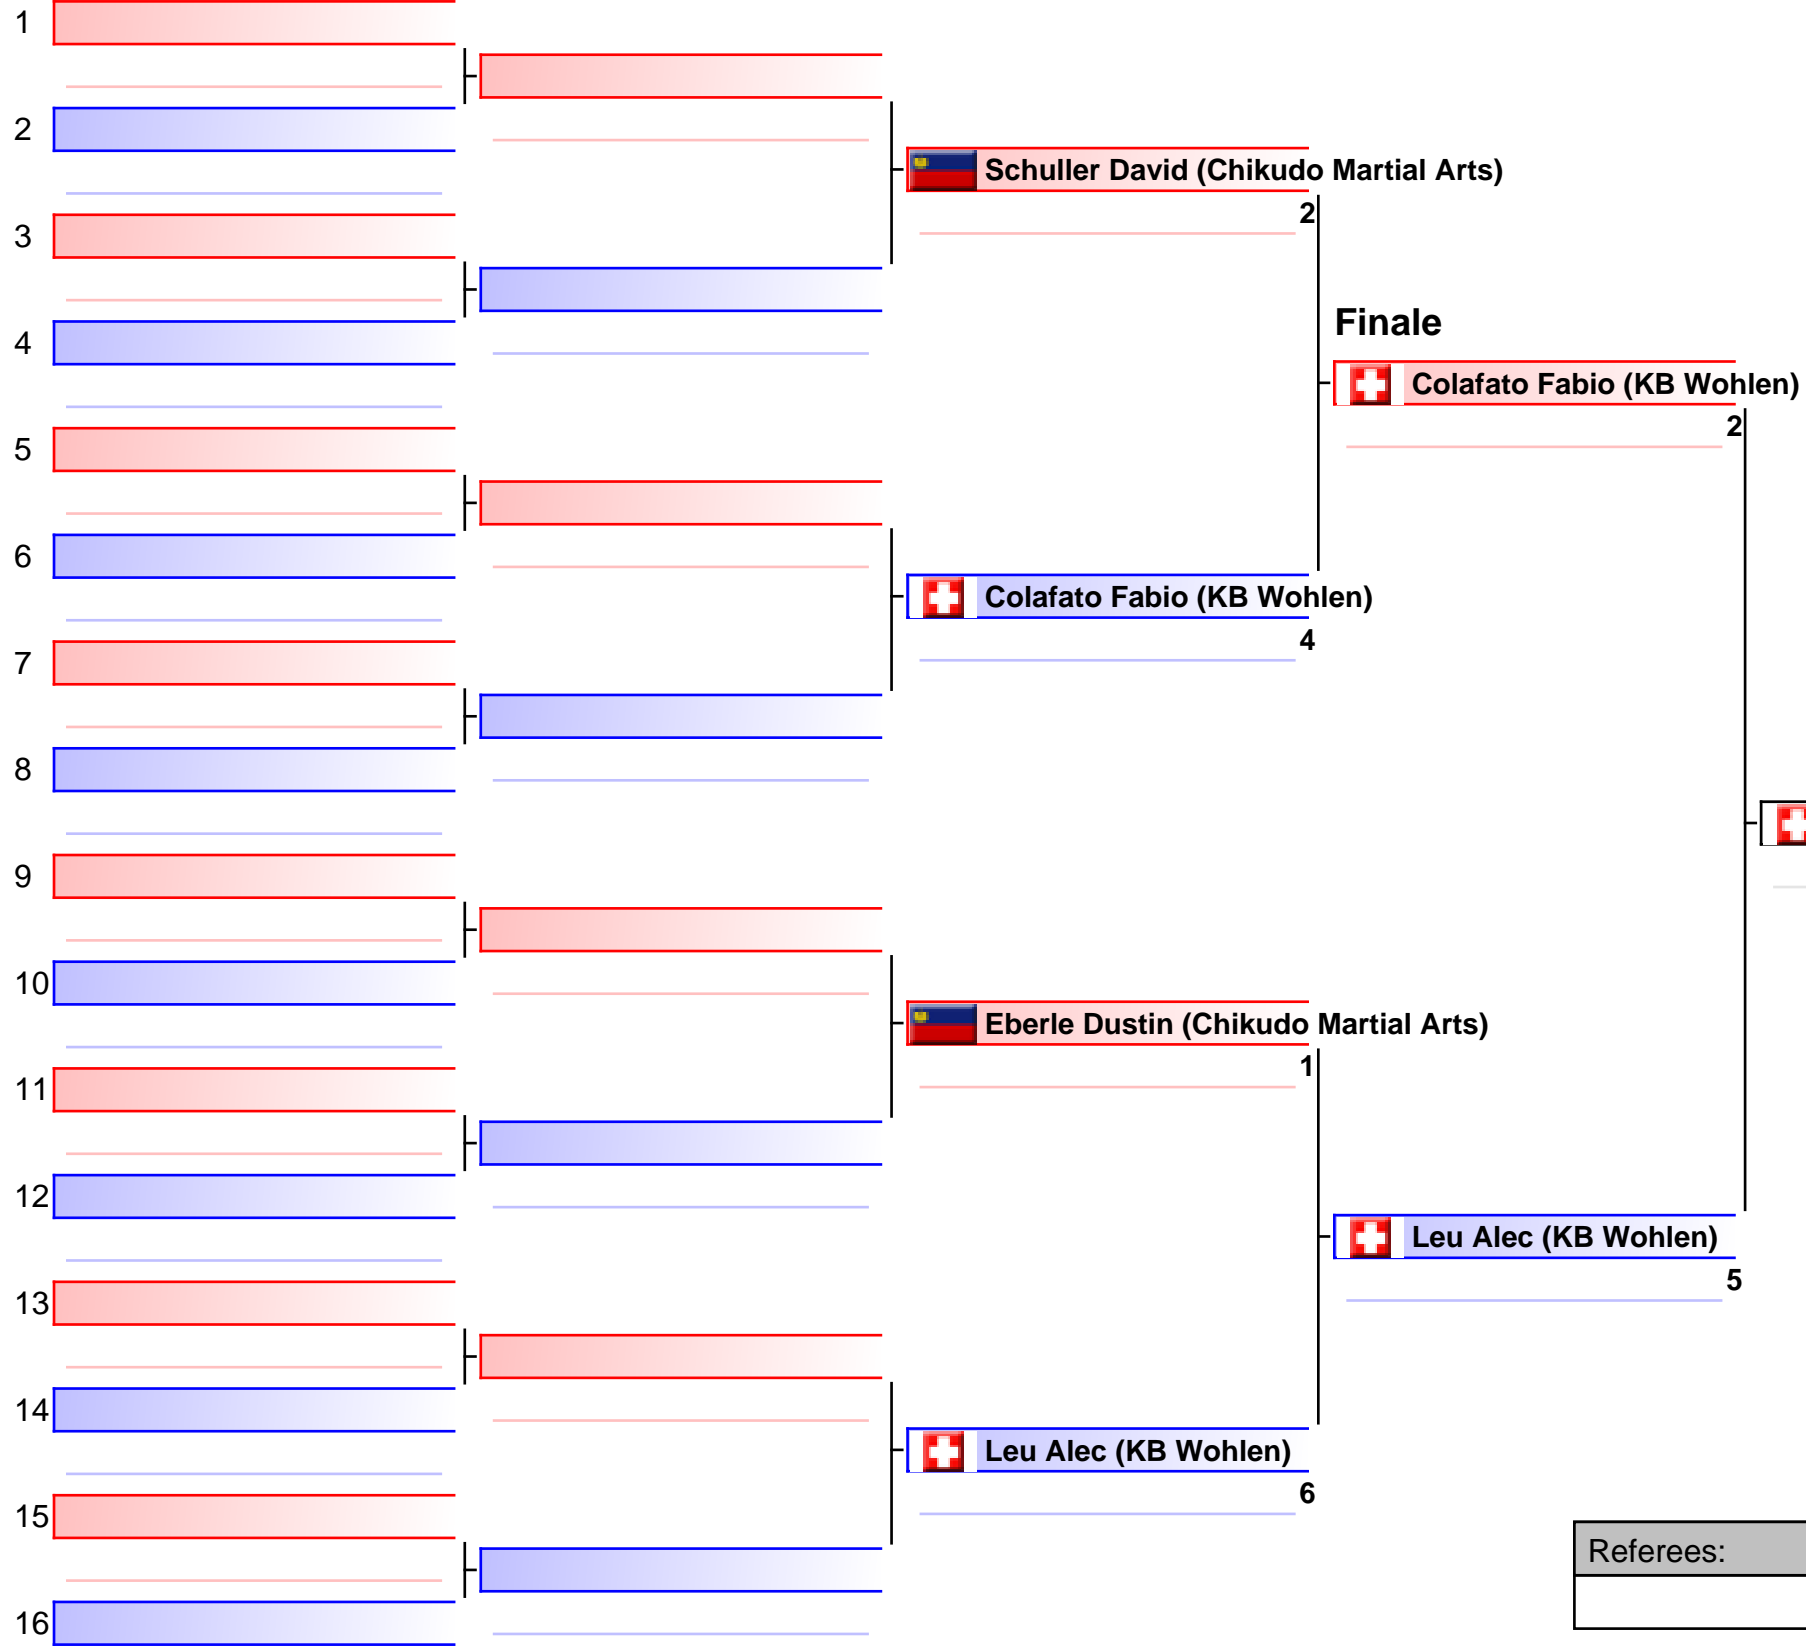 1
2
Schuller David (Chikudo Martial Arts)
2
3
Finale
4
Colafato Fabio (KB Wohlen)
2
5
6
Colafato Fabio (KB Wohlen)
4
7
8
9
10
Eberle Dustin (Chikudo Martial Arts)
1
11
12
Leu Alec (KB Wohlen)
5
13
14
Leu Alec (KB Wohlen)
6
15
Referees:
16